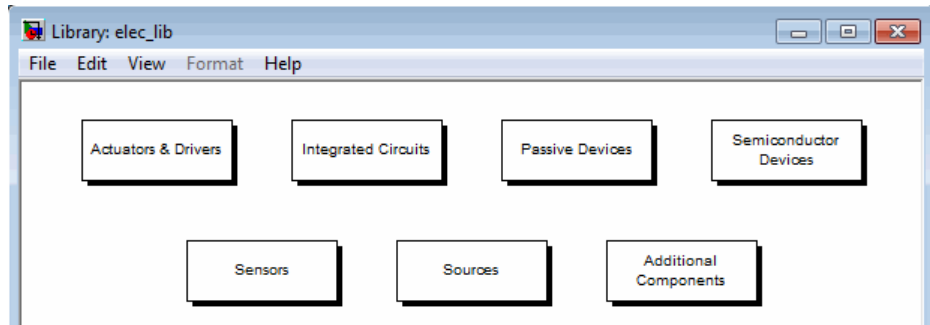 Library: elec_lib
File Edit View Format Help
Actuators & Drivers
Integrated Circuits
Passive Devices
Semiconductor
Devices
Sensors
Sources
Additional
Components